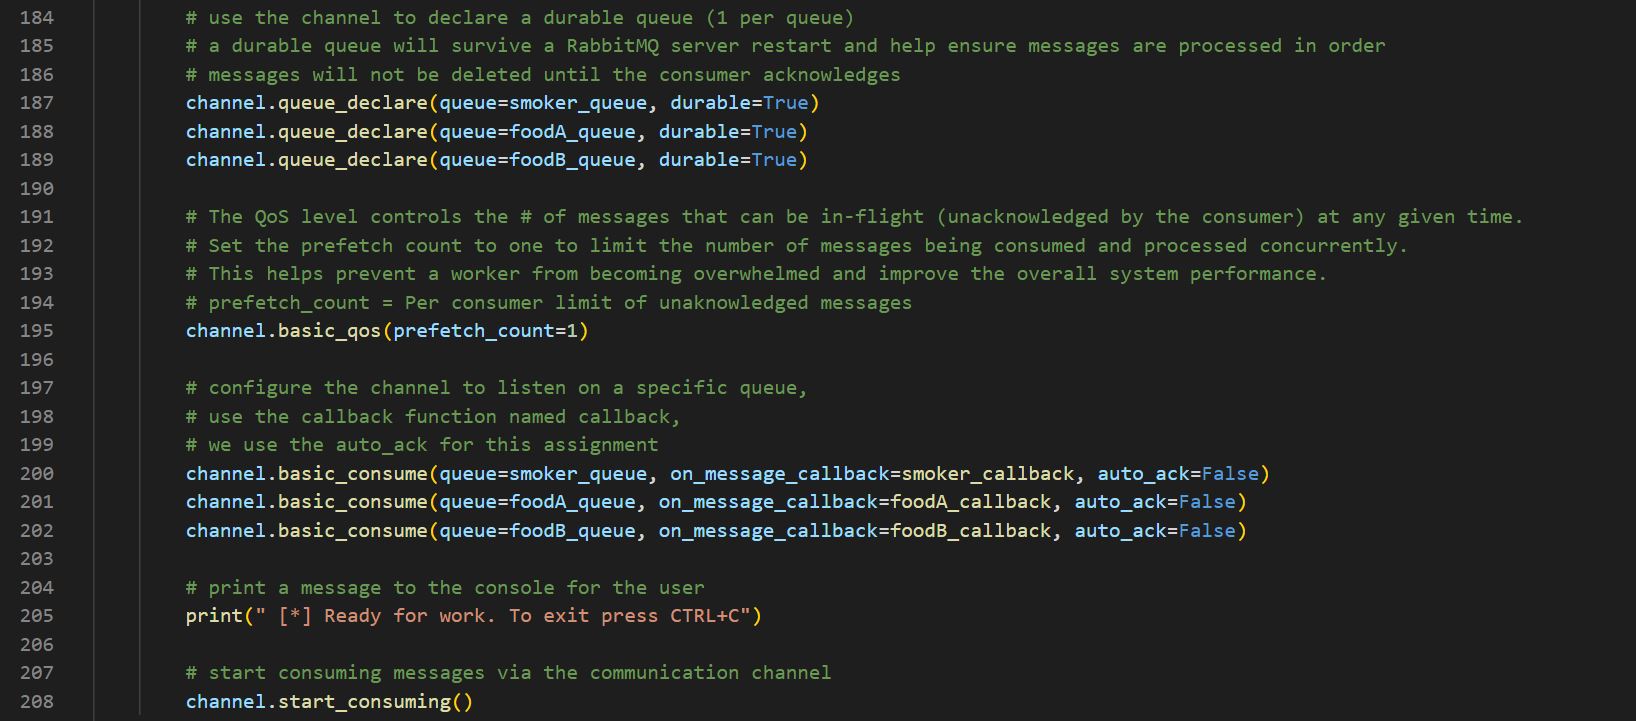 184 # use the channel to declare a durable queue (1 per queue)
185 # a durable queue will survive a RabbitMQ server restart and help ensure messages are processed in order
186 # messages will not be deleted until the consumer acknowledges
187 channel.queue_declare(queue=smoker_queue, durable=True)
188 channel.queue_declare(queue=foodA_queue, durable=True)
189 channel.queue_declare(queue=foodB_queue, durable=True)
190
191 # The QoS level controls the # of messages that can be in-flight (unacknowledged by the consumer) at any given time.
192 # Set the prefetch count to one to limit the number of messages being consumed and processed concurrently.
193 # This helps prevent a worker from becoming overwhelmed and improve the overall system performance.
194 # prefetch_count = Per consumer limit of unaknowledged messages
195 channel.basic_qos(prefetch_count=1)
196
197 # configure the channel to listen on a specific queue,
198 # use the callback function named callback,
199 # we use the auto_ack for this assignment
200 channel.basic_consume(queue=smoker_queue, on_message_callback=smoker_callback, auto_ack=False)
201 channel.basic_consume(queue=foodA_queue, on_message_callback=foodA_callback, auto_ack=False)
202 channel.basic_consume(queue=foodB_queue, on_message_callback=foodB_callback, auto_ack=False)
203
204 # print a message to the console for the user
205 print(" [*] Ready for work. To exit press CTRL+C")
206
207 # start consuming messages via the communication channel
208 channel.start_consuming()